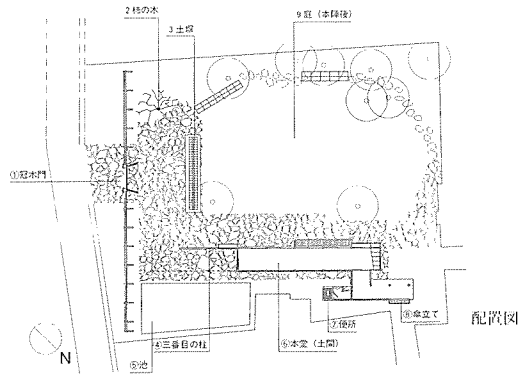 2柿の木
9庭(本陣後)
3土塀
①冠木門
配置図
⑧傘立て
⑦便所
N
④三番目の柱
⑥本堂(土間)
⑤池